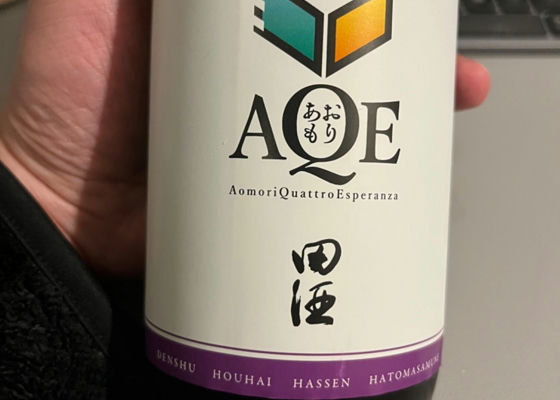 AQE
あおもり
AomoriQuattroEsperanza
田酒
DENSHU HOUHAI HASSEN HATOMASAMUNE